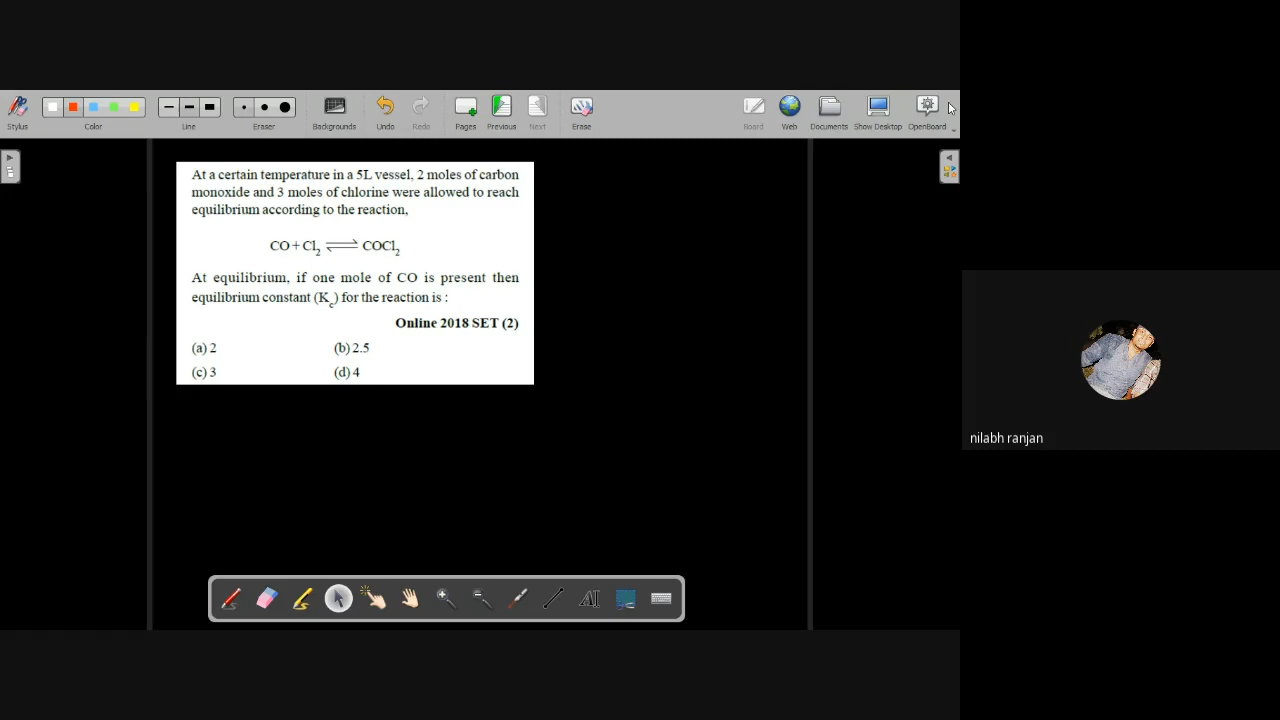 Stylus Color Line Eraser Backgrounds Undo Redo Pages Previous Next Erase Board Web Documents Show Desktop OpenBoard
At a certain temperature in a 5L vessel, 2 moles of carbon
monoxide and 3 moles of chlorine were allowed to reach
equilibrium according to the reaction,
CO + Cl₂ ⇌ COCl₂
At equilibrium, if one mole of CO is present then
equilibrium constant (K_c) for the reaction is :
Online 2018 SET (2)
(a) 2 (b) 2.5
(c) 3 (d) 4
AI
nilabh ranjan